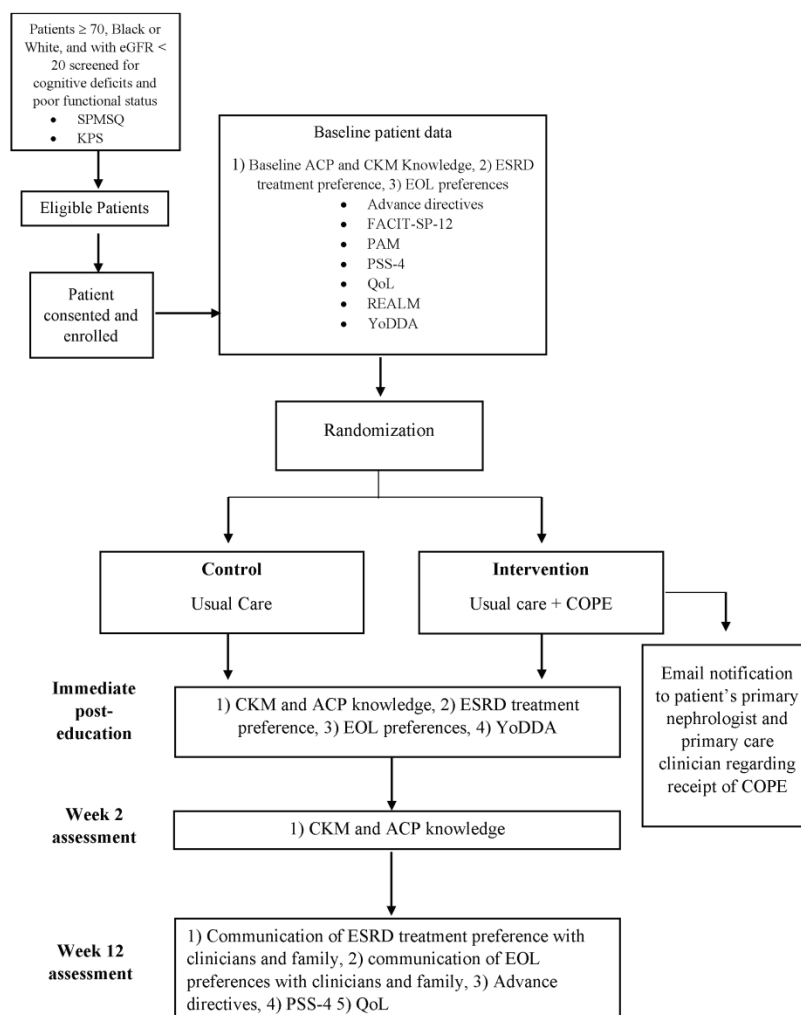 Patients ≥ 70, Black or
White, and with eGFR <
20 screened for
cognitive deficits and
poor functional status
• SPMSQ
• KPS
Eligible Patients
Patient
consented and
enrolled
Baseline patient data
1) Baseline ACP and CKM Knowledge, 2) ESRD
treatment preference, 3) EOL preferences
• Advance directives
• FACIT-SP-12
• PAM
• PSS-4
• QoL
• REALM
• YoDDA
Randomization
Control
Usual Care
Intervention
Usual care + COPE
Email notification
to patient's primary
nephrologist and
primary care
clinician regarding
receipt of COPE
Immediate
post-
education
1) CKM and ACP knowledge, 2) ESRD treatment
preference, 3) EOL preferences, 4) YoDDA
Week 2
assessment
1) CKM and ACP knowledge
Week 12
assessment
1) Communication of ESRD treatment preference with
clinicians and family, 2) communication of EOL
preferences with clinicians and family, 3) Advance
directives, 4) PSS-4 5) QoL